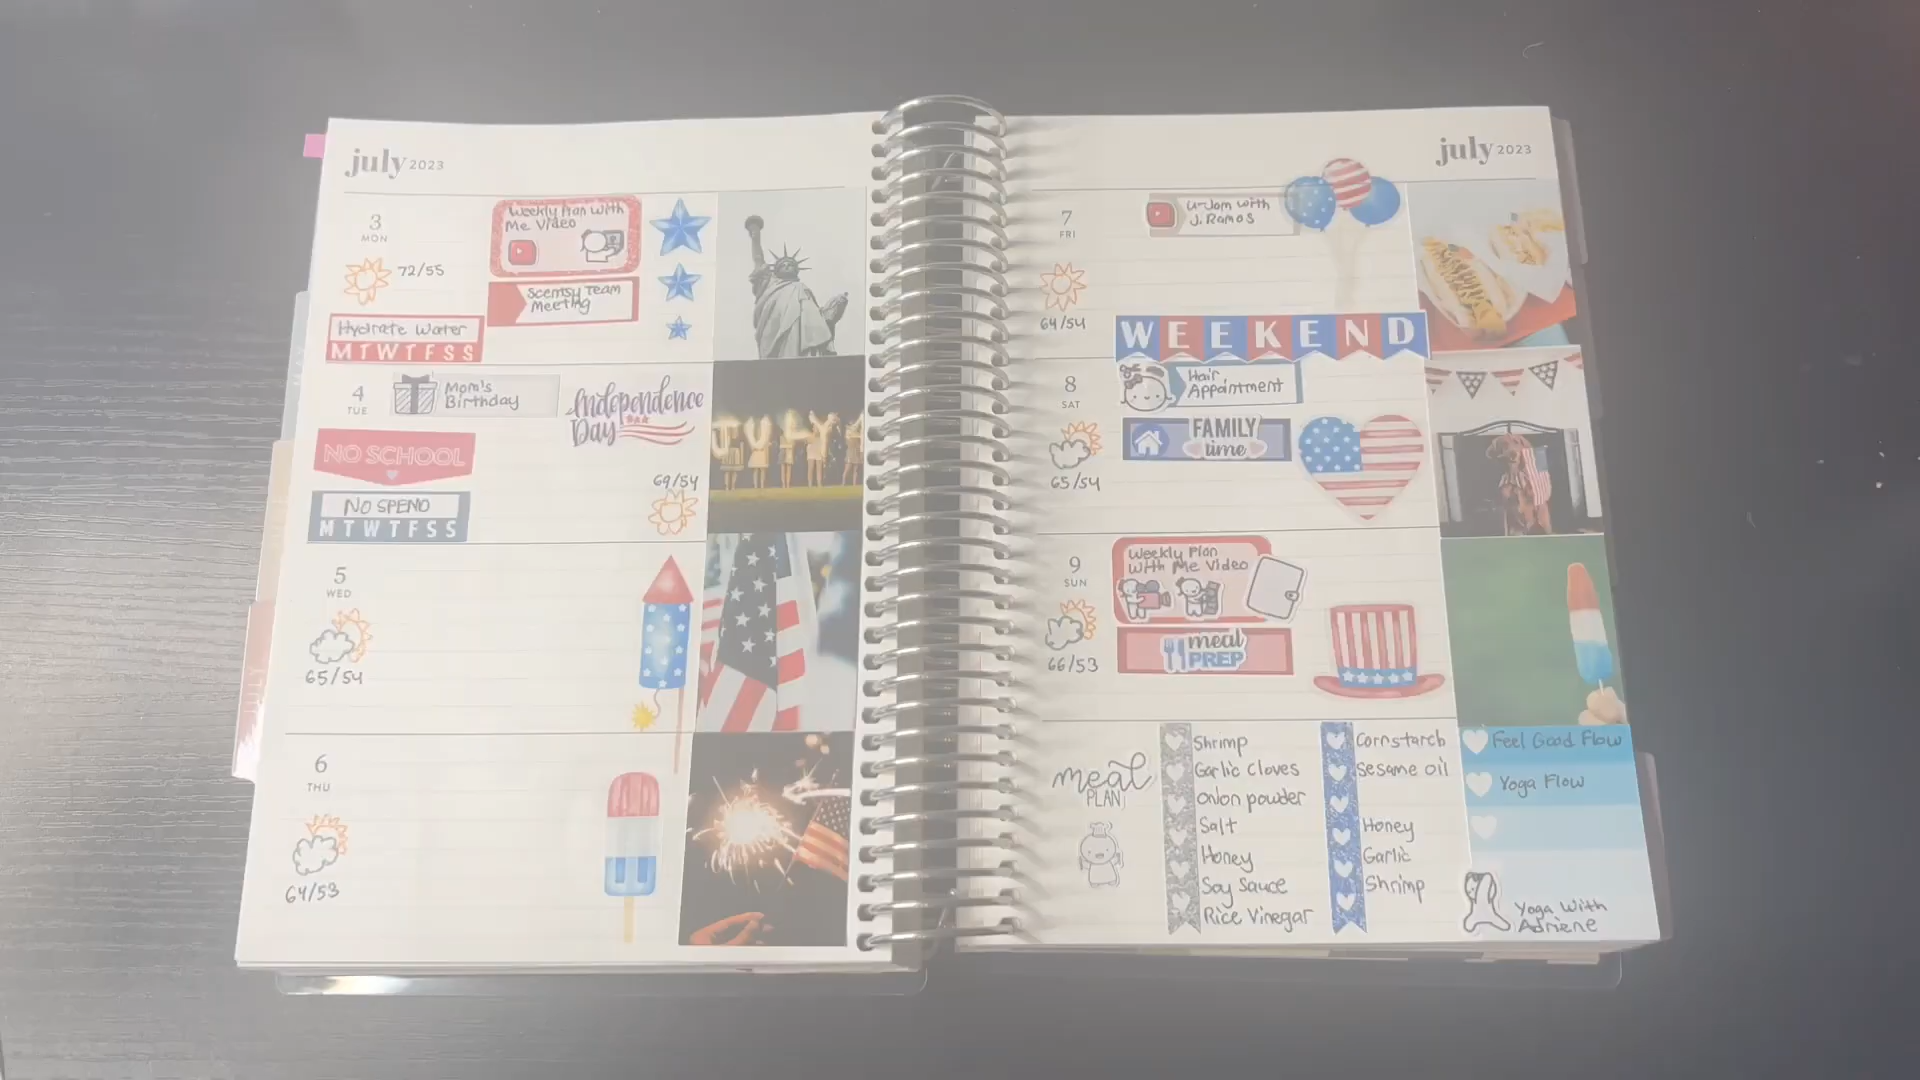 july 2023
3
MON
72/55
Weekly Plan With
Me Video
Scentsy Team
Meeting
Hydrate Water
M T W T F S S
4
TUE
Mom's
Birthday
Independence
Day
NO SCHOOL
NO SPEND
M T W T F S S
69/54
JULY
5
WED
65/54
6
THU
64/53
july 2023
7
FRI
U-Jam with
J. Ramos
64/54
WEEKEND
8
SAT
Hair
Appointment
FAMILY
time
65/54
9
SUN
Weekly Plan
With Me Video
meal
PREP
66/53
meal
PLAN
Shrimp
Garlic Cloves
Onion powder
Salt
Honey
Soy Sauce
Rice Vinegar
Cornstarch
Sesame oil
Honey
Garlic
Shrimp
Feel Good Flow
Yoga Flow
Yoga With
Adriene